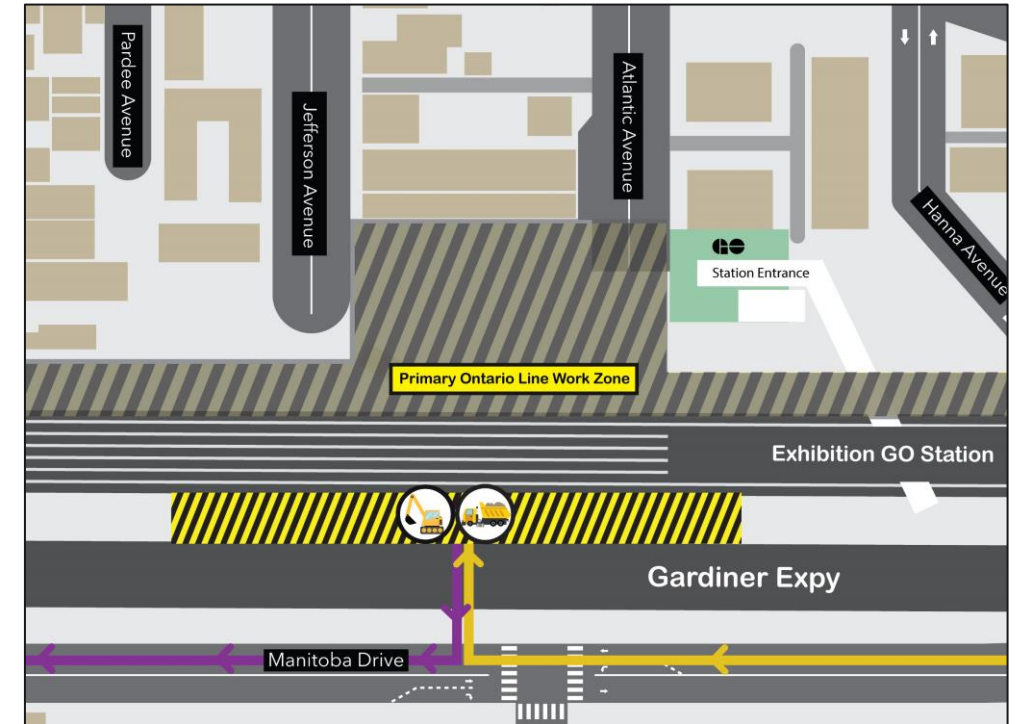 Pardee Avenue
Jefferson Avenue
Atlantic Avenue
Hanna Avenue
GO
Station Entrance
Primary Ontario Line Work Zone
Exhibition GO Station
Gardiner Expy
Manitoba Drive